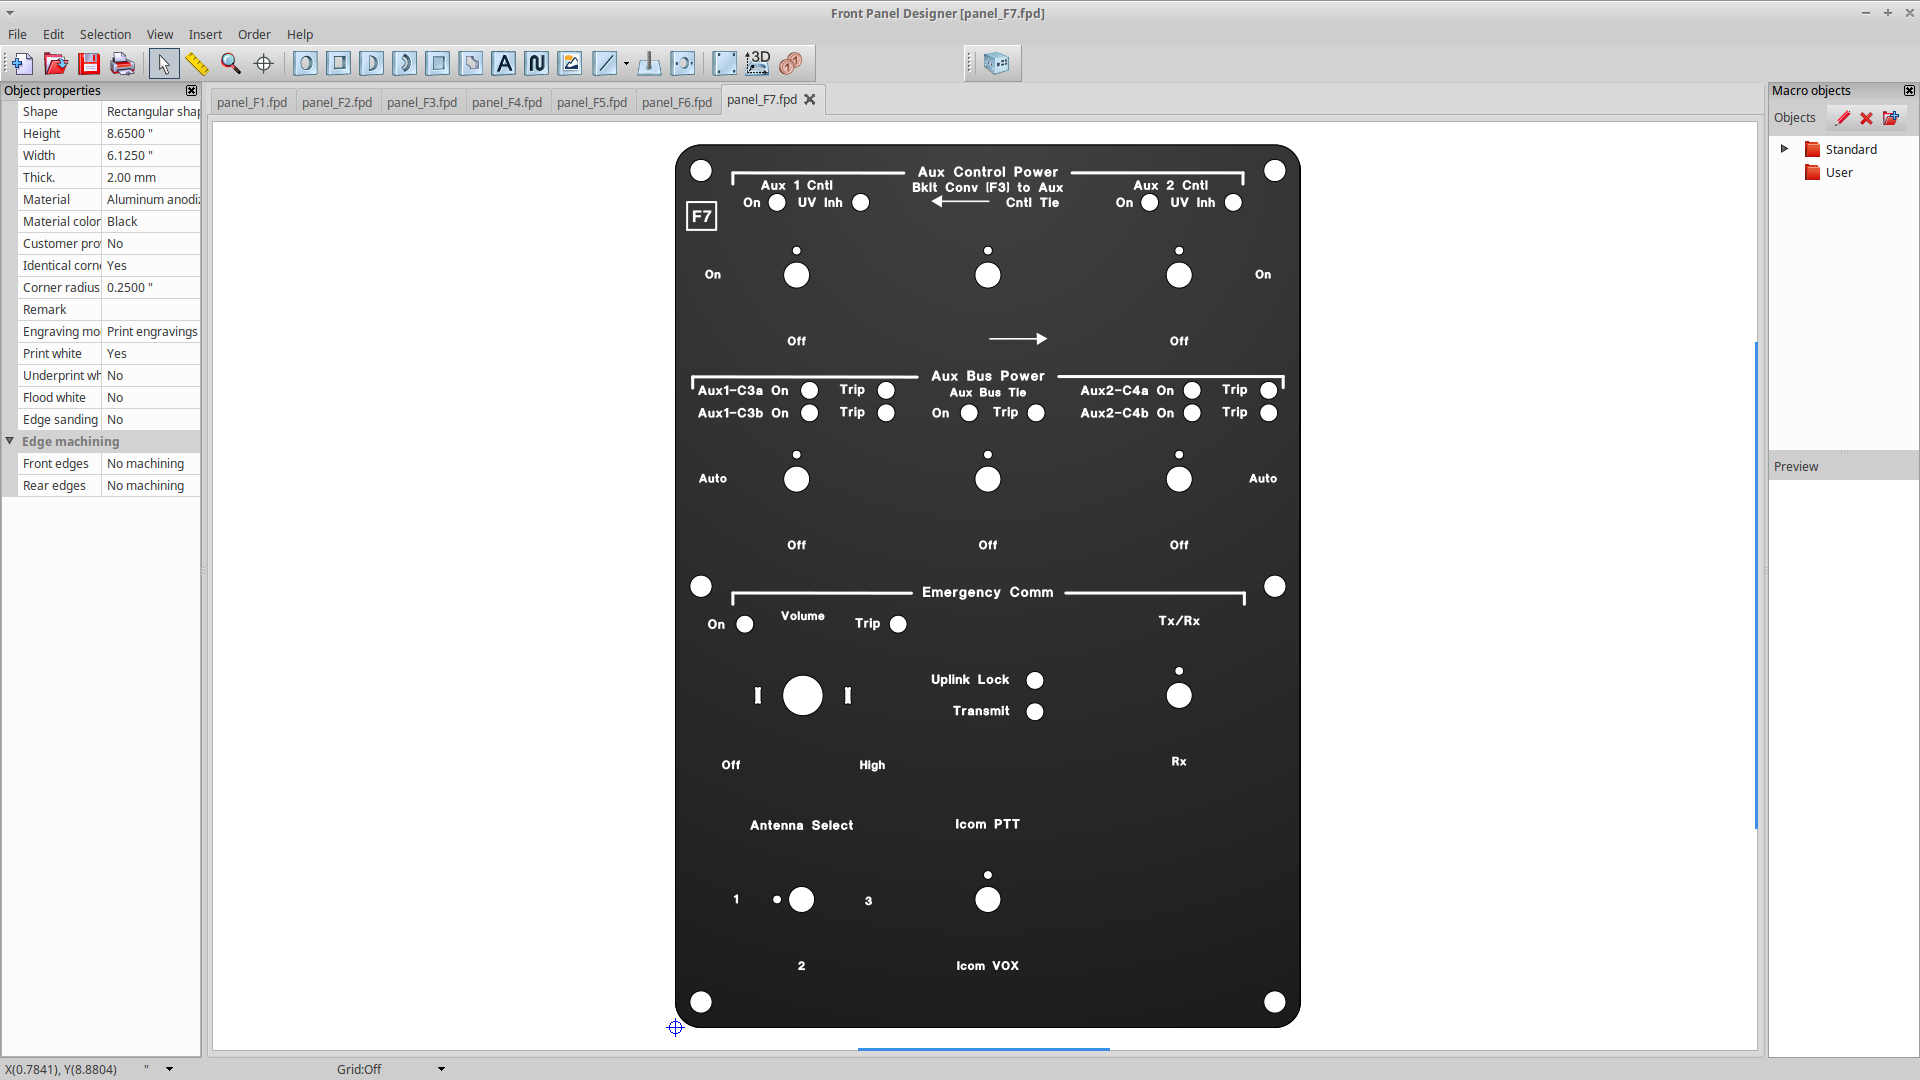 Front Panel Designer [panel_F7.fpd]
File Edit Selection View Insert Order Help
3D
Object properties
Shape Rectangular shap
Height 8.6500 "
Width 6.1250 "
Thick. 2.00 mm
Material Aluminum anodiz
Material color Black
Customer pro No
Identical corn Yes
Corner radius 0.2500 "
Remark
Engraving mo Print engravings
Print white Yes
Underprint wh No
Flood white No
Edge sanding No
Edge machining
Front edges No machining
Rear edges No machining
panel_F1.fpd panel_F2.fpd panel_F3.fpd panel_F4.fpd panel_F5.fpd panel_F6.fpd panel_F7.fpd
Aux Control Power
Aux 1 Cntl Bklt Conv (F3) to Aux Aux 2 Cntl
On UV Inh Cntl Tie On UV Inh
F7
On On
Off Off
Aux Bus Power
Aux1-C3a On Trip Aux Bus Tie Aux2-C4a On Trip
Aux1-C3b On Trip On Trip Aux2-C4b On Trip
Auto Auto
Off Off Off
Emergency Comm
On Volume Trip Tx/Rx
Uplink Lock
Transmit
Off High Rx
Antenna Select Icom PTT
1 3
2 Icom VOX
Macro objects
Objects
Standard
User
Preview
X(0.7841), Y(8.8804) " Grid:Off